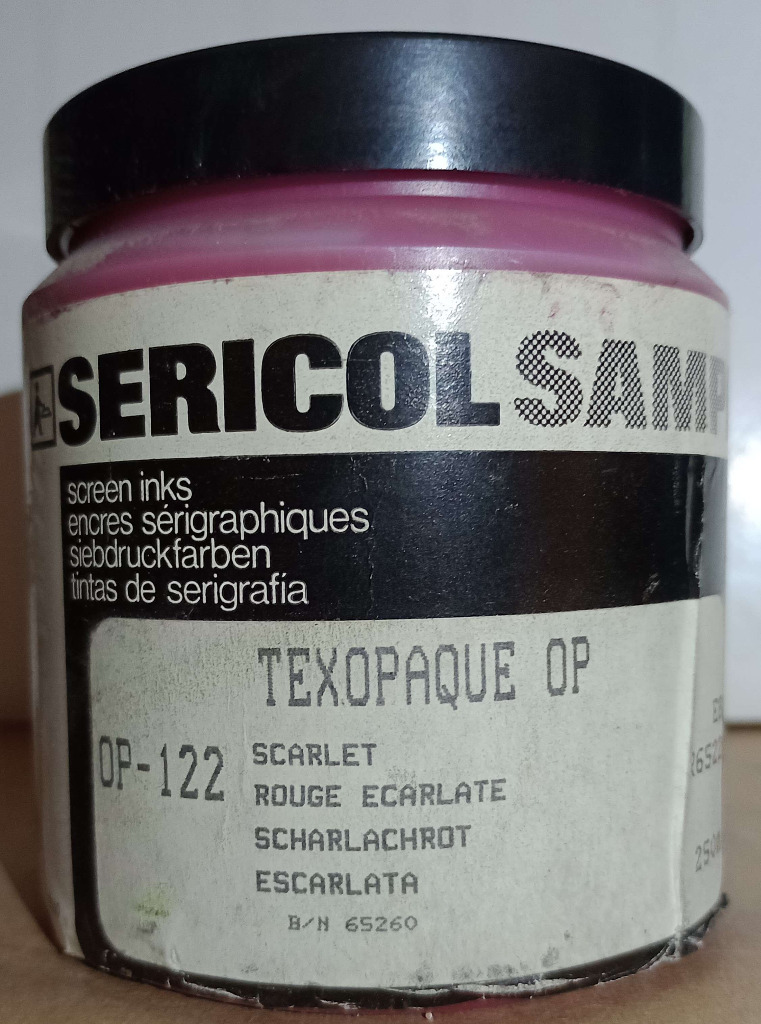 SERICOL SAMP
screen inks
encres sérigraphiques
siebdruckfarben
tintas de serigrafía
TEXOPAQUE OP
OP-122
SCARLET
ROUGE ECARLATE
SCHARLACHROT
ESCARLATA
B/N 65260